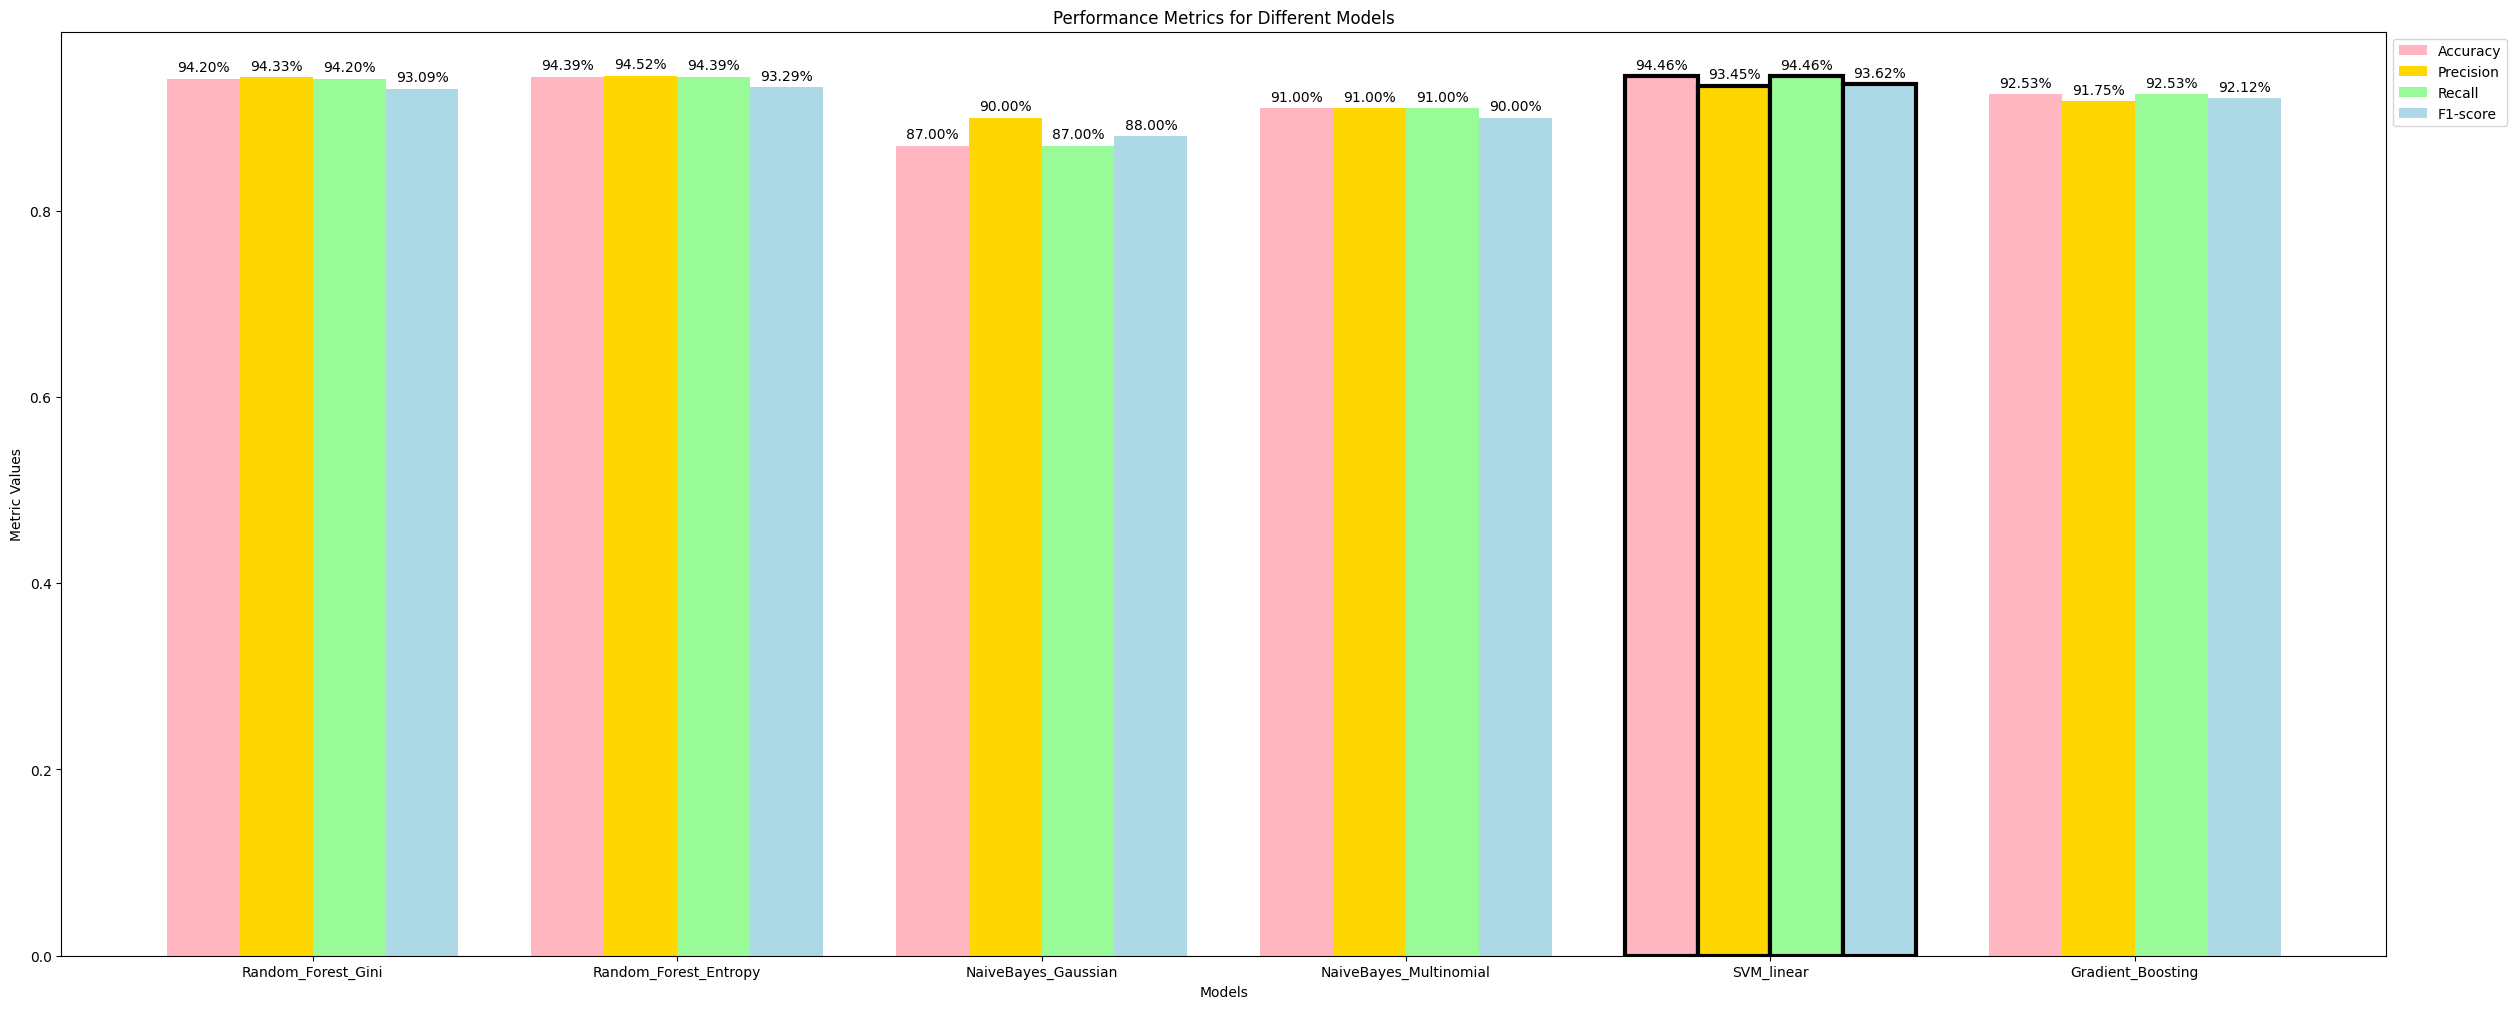 Performance Metrics for Different Models
Accuracy
Precision
Recall
F1-score
Metric Values
0.8
0.6
0.4
0.2
0.0
94.20% 94.33% 94.20% 93.09%
94.39% 94.52% 94.39% 93.29%
87.00% 90.00% 87.00% 88.00%
91.00% 91.00% 91.00% 90.00%
94.46% 93.45% 94.46% 93.62%
92.53% 91.75% 92.53% 92.12%
Random_Forest_Gini Random_Forest_Entropy NaiveBayes_Gaussian NaiveBayes_Multinomial SVM_linear Gradient_Boosting
Models